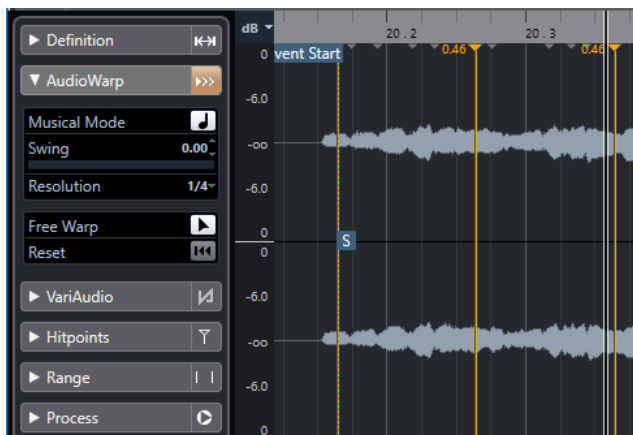 Definition
AudioWarp
Musical Mode
Swing 0.00
Resolution 1/4
Free Warp
Reset
VariAudio
Hitpoints
Range
Process
dB
20. 2
20. 3
0.46
0.46
vent Start
0
-6.0
-oo
-6.0
0
S
0
-6.0
-oo
-6.0
0